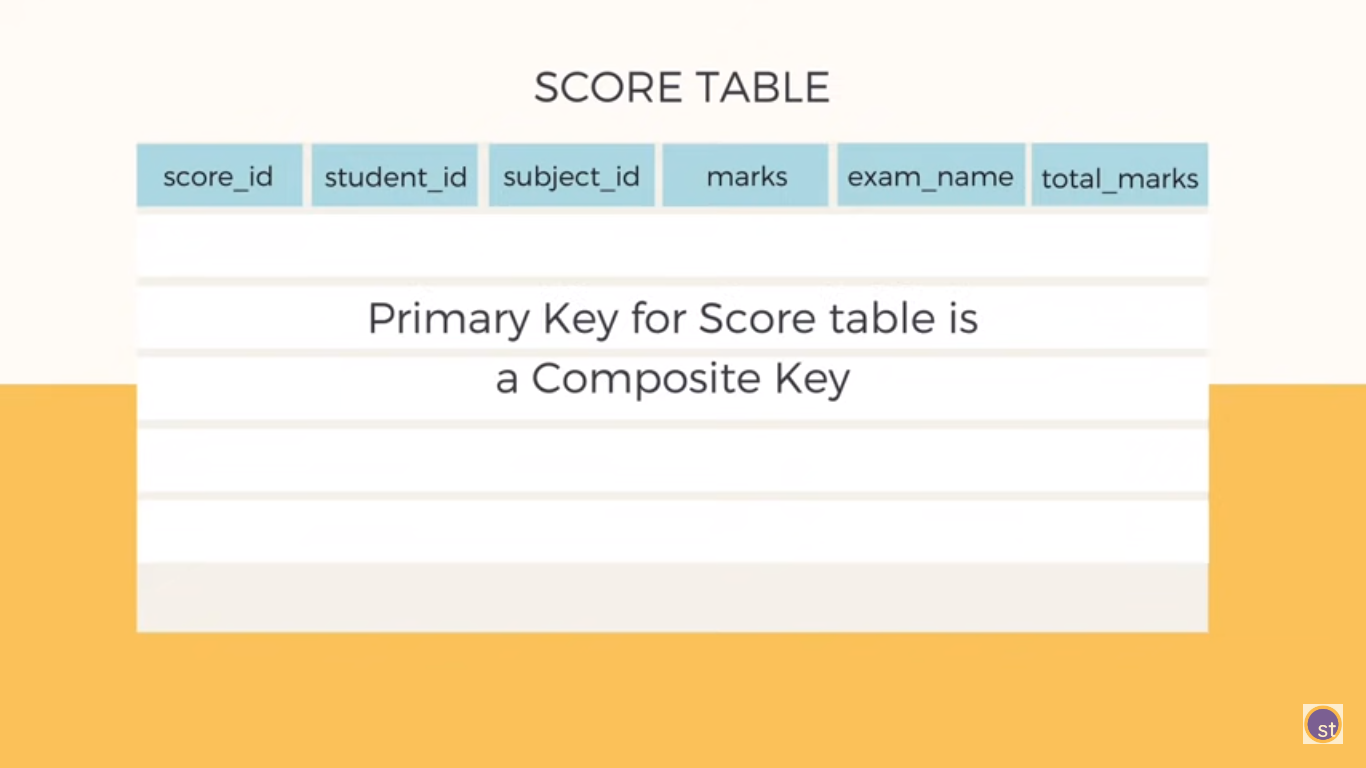 SCORE TABLE
score_id student_id subject_id marks exam_name total_marks
Primary Key for Score table is
a Composite Key
st